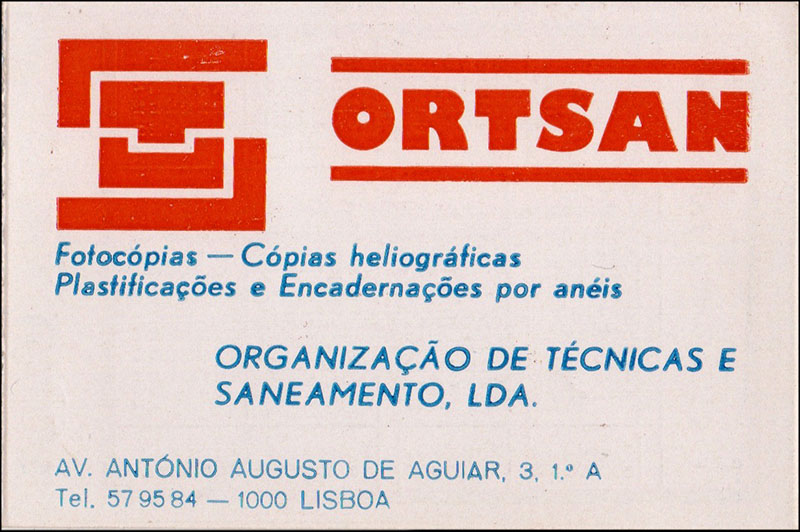 ORTSAN
Fotocópias — Cópias heliográficas
Plastificações e Encadernações por anéis
ORGANIZAÇÃO DE TÉCNICAS E
SANEAMENTO, LDA.
AV. ANTÓNIO AUGUSTO DE AGUIAR, 3, 1.º A
Tel. 57 95 84 — 1000 LISBOA